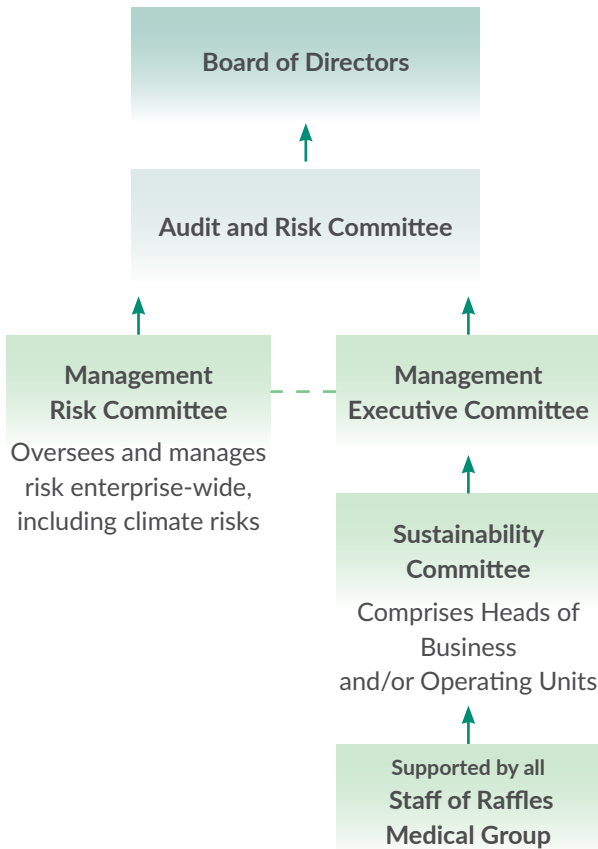 Board of Directors
Audit and Risk Committee
Management
Risk Committee
Oversees and manages
risk enterprise-wide,
including climate risks
Management
Executive Committee
Sustainability
Committee
Comprises Heads of
Business
and/or Operating Units
Supported by all
Staff of Raffles
Medical Group